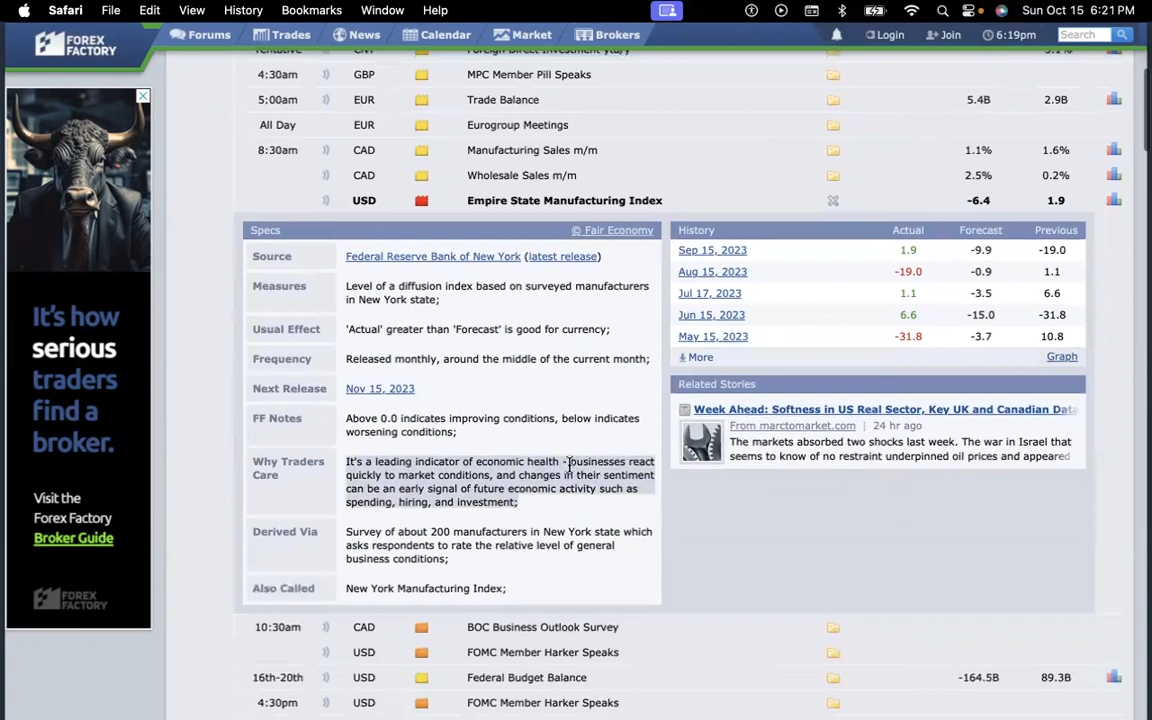 Safari File Edit View History Bookmarks Window Help Sun Oct 15 6:21PM
FOREX FACTORY Forums Trades News Calendar Market Brokers Login Join 6:19pm Search
4:30am GBP MPC Member Pill Speaks
5:00am EUR Trade Balance 5.4B 2.9B
All Day EUR Eurogroup Meetings
8:30am CAD Manufacturing Sales m/m 1.1% 1.6%
CAD Wholesale Sales m/m 2.5% 0.2%
USD Empire State Manufacturing Index -6.4 1.9
Specs © Fair Economy
Source Federal Reserve Bank of New York (latest release)
Measures Level of a diffusion index based on surveyed manufacturers
in New York state;
Usual Effect 'Actual' greater than 'Forecast' is good for currency;
Frequency Released monthly, around the middle of the current month;
Next Release Nov 15, 2023
FF Notes Above 0.0 indicates improving conditions, below indicates
worsening conditions;
Why Traders Care It's a leading indicator of economic health - businesses react
quickly to market conditions, and changes in their sentiment
can be an early signal of future economic activity such as
spending, hiring, and investment;
Derived Via Survey of about 200 manufacturers in New York state which
asks respondents to rate the relative level of general
business conditions;
Also Called New York Manufacturing Index;
History Actual Forecast Previous
Sep 15, 2023 1.9 -9.9 -19.0
Aug 15, 2023 -19.0 -0.9 1.1
Jul 17, 2023 1.1 -3.5 6.6
Jun 15, 2023 6.6 -15.0 -31.8
May 15, 2023 -31.8 -3.7 10.8
More Graph
Related Stories
Week Ahead: Softness in US Real Sector, Key UK and Canadian Data
From marctomarket.com | 24 hr ago
The markets absorbed two shocks last week. The war in Israel
seems to know of no restraint underpinned oil prices and appeared
10:30am CAD BOC Business Outlook Survey
USD FOMC Member Harker Speaks
16th-20th USD Federal Budget Balance -164.5B 89.3B
4:30pm USD FOMC Member Harker Speaks
It's how
serious
traders
find a
broker.
Visit the
Forex Factory
Broker Guide
FOREX
FACTORY